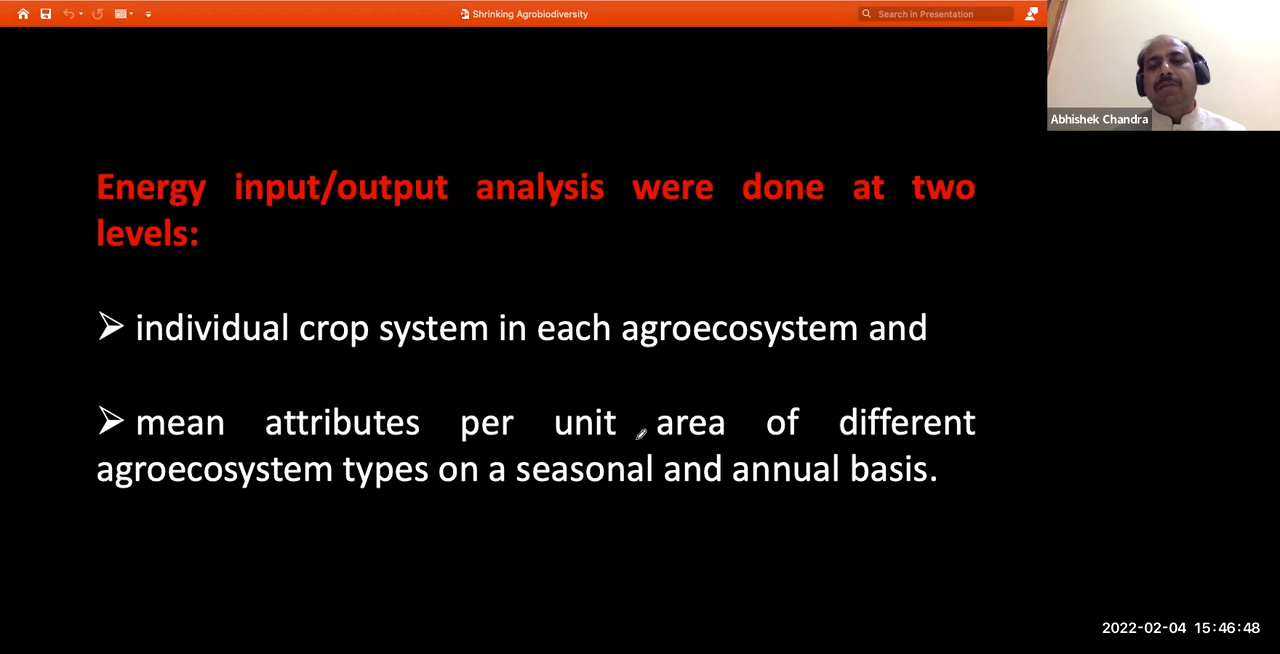 Shrinking Agrobiodiversity
Search in Presentation
Abhishek Chandra
Energy input/output analysis were done at two
levels:
➢ individual crop system in each agroecosystem and
➢ mean attributes per unit area of different
agroecosystem types on a seasonal and annual basis.
2022-02-04 15:46:48